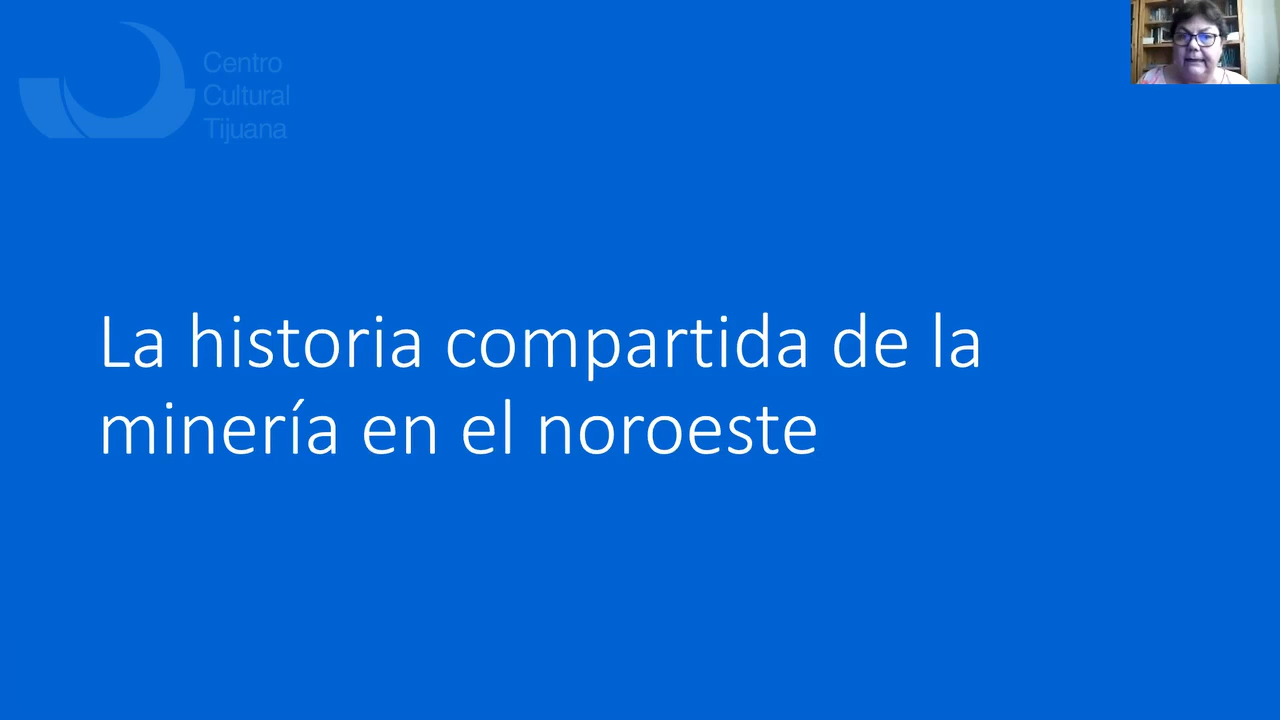 Centro
Cultural
Tijuana
La historia compartida de la
minería en el noroeste